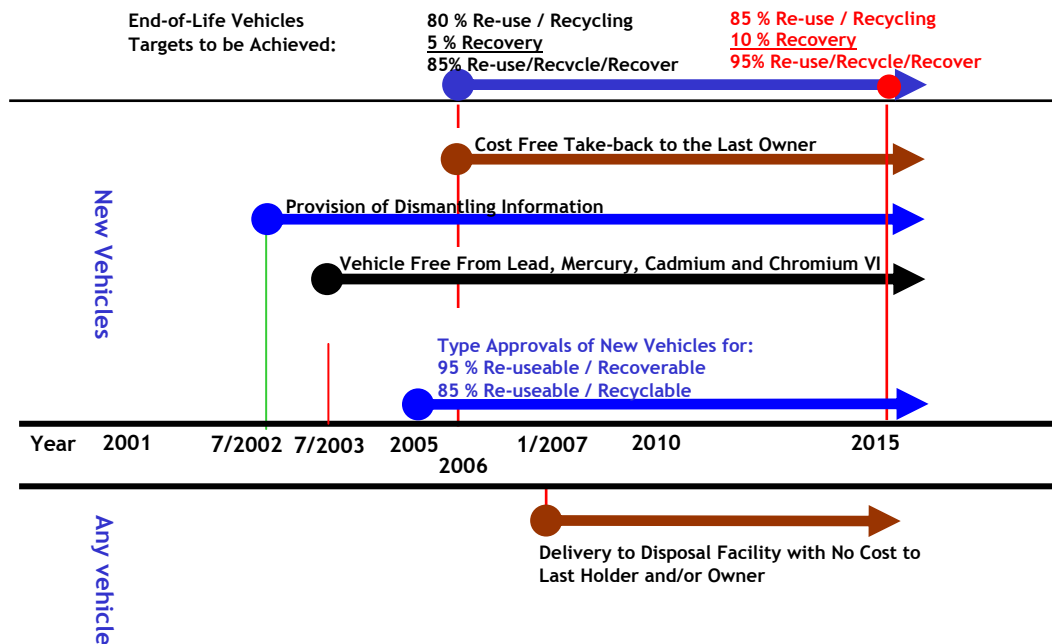 End-of-Life Vehicles
Targets to be Achieved:
80 % Re-use / Recycling
5 % Recovery
85% Re-use/Recycle/Recover
85 % Re-use / Recycling
10 % Recovery
95% Re-use/Recycle/Recover
New Vehicles
Cost Free Take-back to the Last Owner
Provision of Dismantling Information
Vehicle Free From Lead, Mercury, Cadmium and Chromium VI
Type Approvals of New Vehicles for:
95 % Re-useable / Recoverable
85 % Re-useable / Recyclable
Year 2001 7/2002 7/2003 2005 2006 1/2007 2010 2015
Any vehicle
Delivery to Disposal Facility with No Cost to
Last Holder and/or Owner